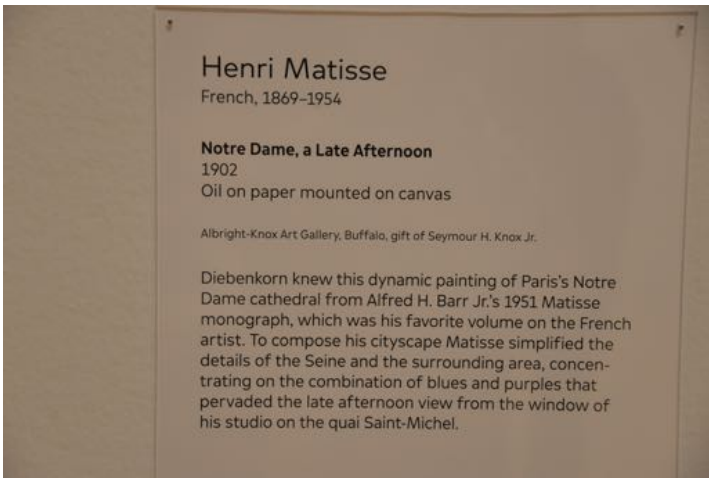 Henri Matisse
French, 1869–1954
Notre Dame, a Late Afternoon
1902
Oil on paper mounted on canvas
Albright-Knox Art Gallery, Buffalo, gift of Seymour H. Knox Jr.
Diebenkorn knew this dynamic painting of Paris's Notre
Dame cathedral from Alfred H. Barr Jr.'s 1951 Matisse
monograph, which was his favorite volume on the French
artist. To compose his cityscape Matisse simplified the
details of the Seine and the surrounding area, concen-
trating on the combination of blues and purples that
pervaded the late afternoon view from the window of
his studio on the quai Saint-Michel.